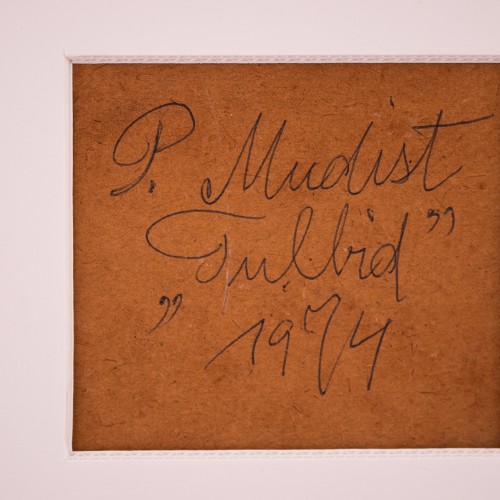 P. Mudist
„Tulbid”
1974